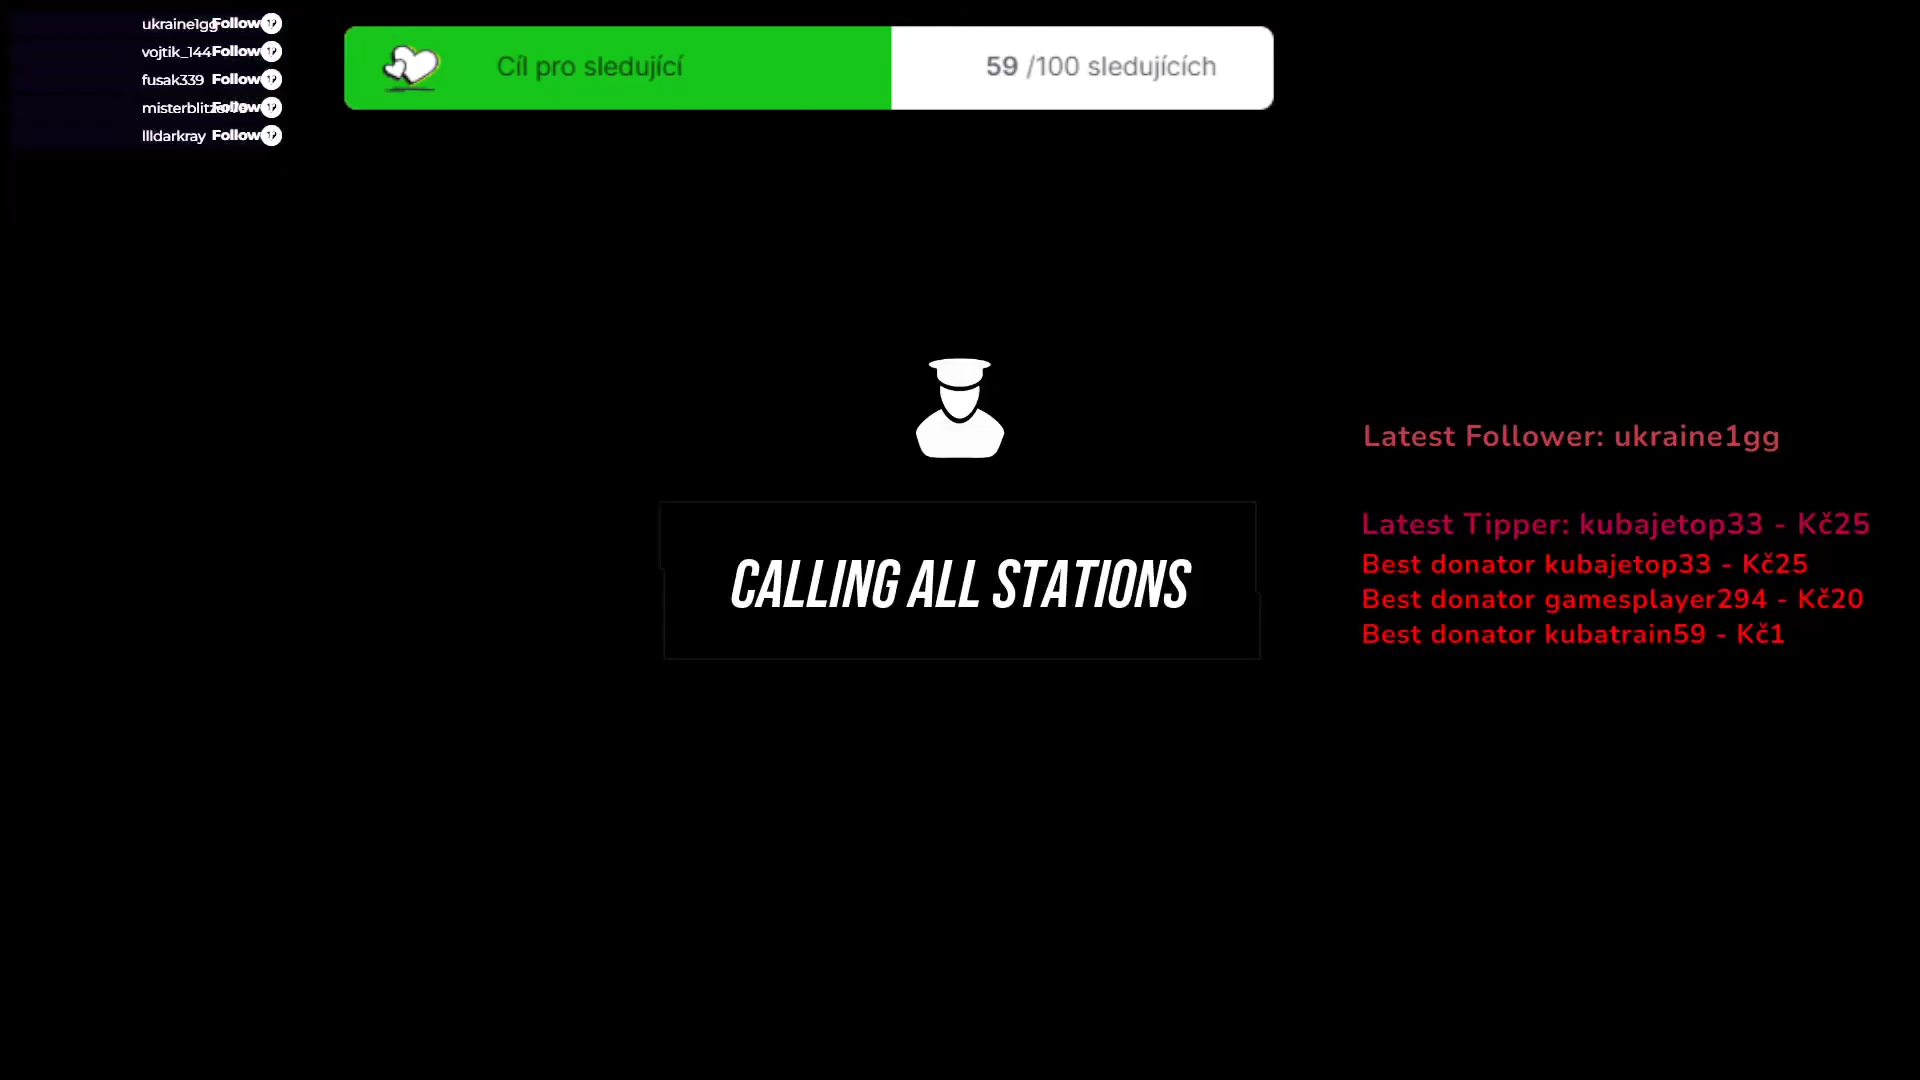 ukraine1gg Follow
vojtik_144 Follow
fusak339 Follow
Follow
llldarkray Follow
Cíl pro sledující
59 /100 sledujících
CALLING ALL STATIONS
Latest Follower: ukraine1gg
Latest Tipper: kubajetop33 - Kč25
Best donator kubajetop33 - Kč25
Best donator gamesplayer294 - Kč20
Best donator kubatrain59 - Kč1